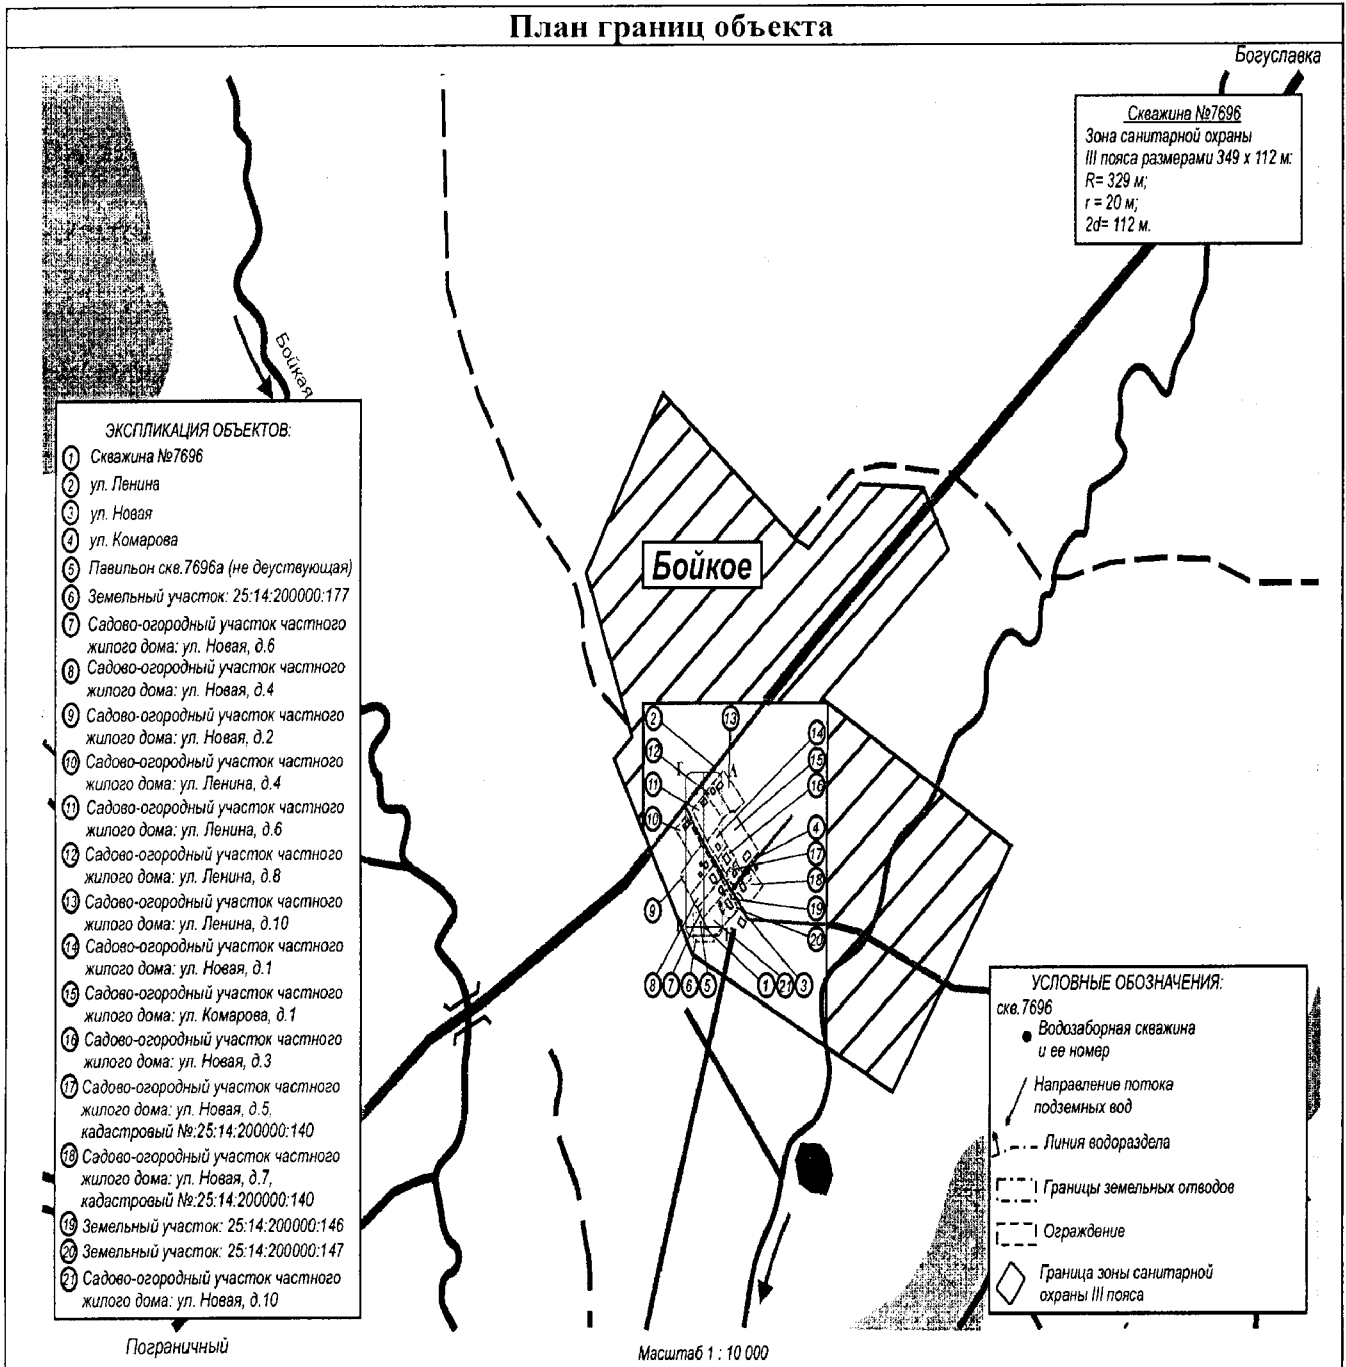 План границ объекта
Богуславка
Скважина №7696
Зона санитарной охраны
III пояса размерами 349 x 112 м:
R= 329 м;
r = 20 м;
2d= 112 м.
Бойкая
ЭКСПЛИКАЦИЯ ОБЪЕКТОВ:
1 Скважина №7696
2 ул. Ленина
3 ул. Новая
4 ул. Комарова
5 Павильон скв.7696а (не деуствующая)
6 Земельный участок: 25:14:200000:177
7 Садово-огородный участок частного
жилого дома: ул. Новая, д.6
8 Садово-огородный участок частного
жилого дома: ул. Новая, д.4
9 Садово-огородный участок частного
жилого дома: ул. Новая, д.2
10 Садово-огородный участок частного
жилого дома: ул. Ленина, д.4
11 Садово-огородный участок частного
жилого дома: ул. Ленина, д.6
12 Садово-огородный участок частного
жилого дома: ул. Ленина, д.8
13 Садово-огородный участок частного
жилого дома: ул. Ленина, д.10
14 Садово-огородный участок частного
жилого дома: ул. Новая, д.1
15 Садово-огородный участок частного
жилого дома: ул. Комарова, д.1
16 Садово-огородный участок частного
жилого дома: ул. Новая, д.3
17 Садово-огородный участок частного
жилого дома: ул. Новая, д.5,
кадастровый №:25:14:200000:140
18 Садово-огородный участок частного
жилого дома: ул. Новая, д.7,
кадастровый №:25:14:200000:140
19 Земельный участок: 25:14:200000:146
20 Земельный участок: 25:14:200000:147
21 Садово-огородный участок частного
жилого дома: ул. Новая, д.10
Бойкое
2 13
14
12
15
11 16
10
4
17
18
9 19
20
8 7 6 5 1 21 3
УСЛОВНЫЕ ОБОЗНАЧЕНИЯ:
скв.7696
Водозаборная скважина
и ее номер
Направление потока
подземных вод
Линия водораздела
Границы земельных отводов
Ограждение
Граница зоны санитарной
охраны III пояса
Пограничный
Масштаб 1 : 10 000